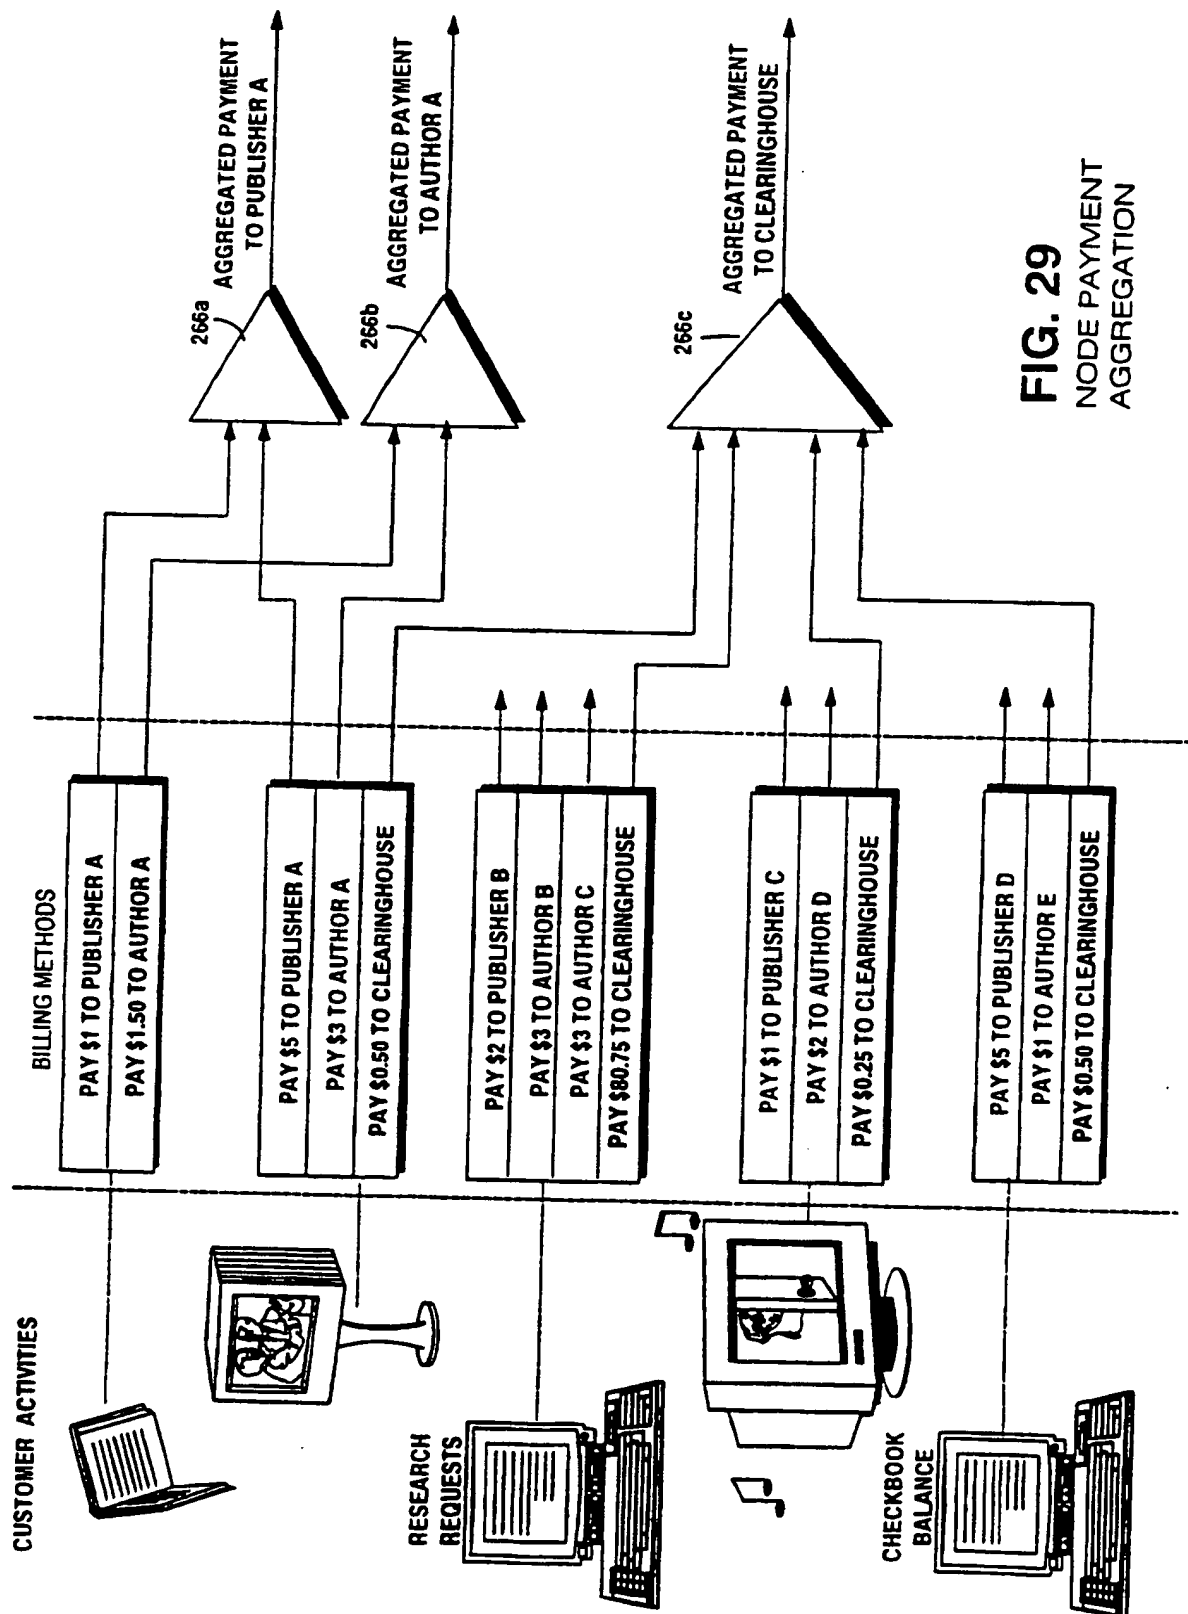 CUSTOMER ACTIVITIES
BILLING METHODS
PAY $1 TO PUBLISHER A
PAY $1.50 TO AUTHOR A
PAY $5 TO PUBLISHER A
PAY $3 TO AUTHOR A
PAY $0.50 TO CLEARINGHOUSE
RESEARCH
REQUESTS
PAY $2 TO PUBLISHER B
PAY $3 TO AUTHOR B
PAY $3 TO AUTHOR C
PAY $80.75 TO CLEARINGHOUSE
PAY $1 TO PUBLISHER C
PAY $2 TO AUTHOR D
PAY $0.25 TO CLEARINGHOUSE
CHECKBOOK
BALANCE
PAY $5 TO PUBLISHER D
PAY $1 TO AUTHOR E
PAY $0.50 TO CLEARINGHOUSE
266a
AGGREGATED PAYMENT
TO PUBLISHER A
266b
AGGREGATED PAYMENT
TO AUTHOR A
266c
AGGREGATED PAYMENT
TO CLEARINGHOUSE
FIG. 29
NODE PAYMENT
AGGREGATION